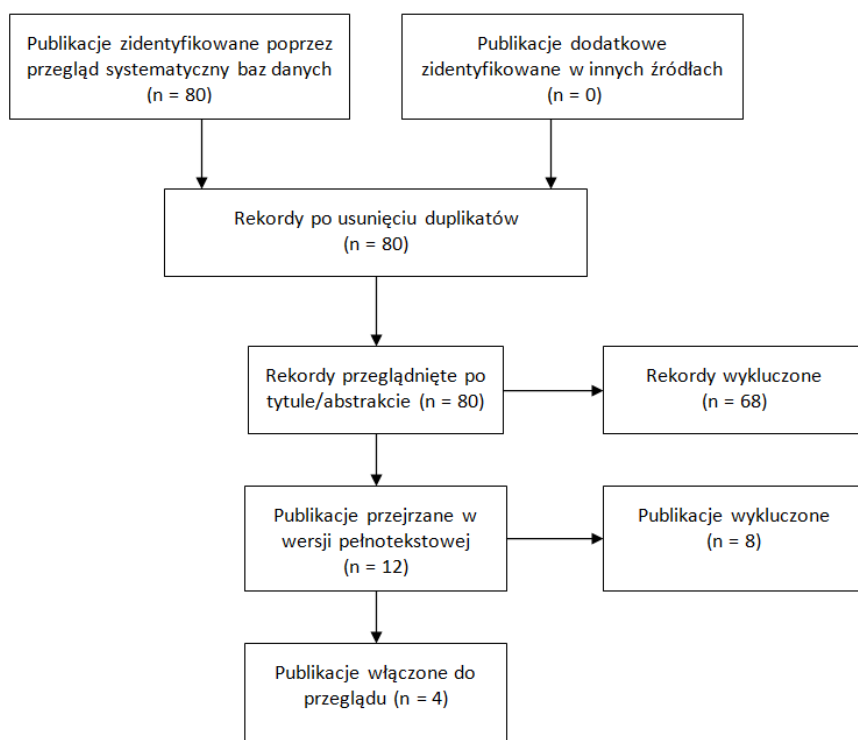 Publikacje zidentyfikowane poprzez
przegląd systematyczny baz danych
(n = 80)
Publikacje dodatkowe
zidentyfikowane w innych źródłach
(n = 0)
Rekordy po usunięciu duplikatów
(n = 80)
Rekordy przeglądnięte po
tytule/abstrakcie (n = 80)
Rekordy wykluczone
(n = 68)
Publikacje przejrzane w
wersji pełnotekstowej
(n = 12)
Publikacje wykluczone
(n = 8)
Publikacje włączone do
przeglądu (n = 4)